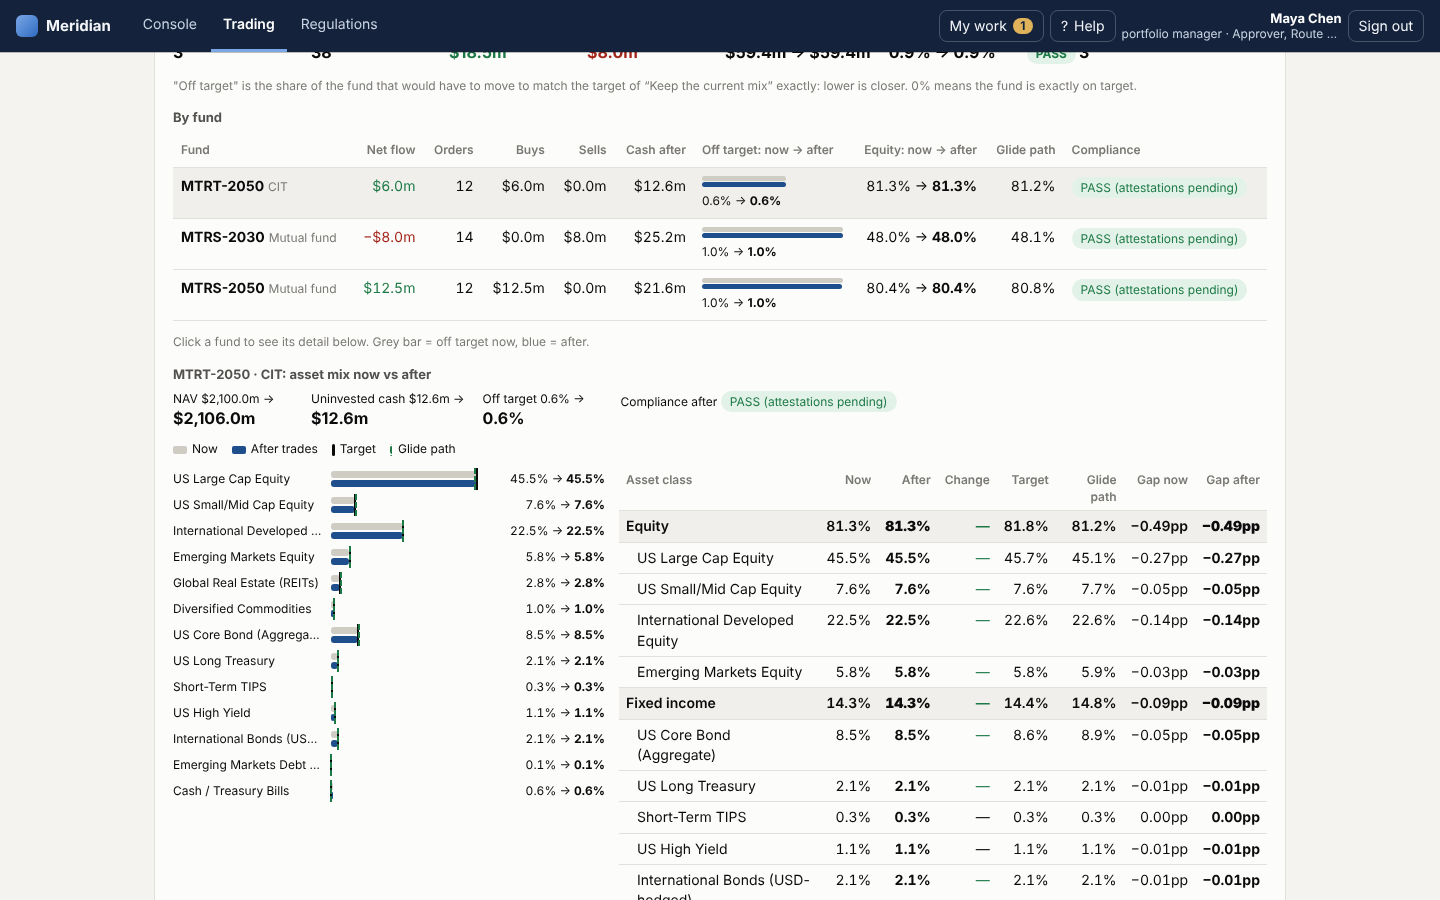 Meridian
Console
Trading
Regulations
My work 1
? Help
Maya Chen
portfolio manager · Approver, Route ...
Sign out
3 38 $18.5m $8.0m $59.4m → $59.4m 0.9% → 0.9% PASS 3
"Off target" is the share of the fund that would have to move to match the target of “Keep the current mix” exactly: lower is closer. 0% means the fund is exactly on target.
By fund
Fund Net flow Orders Buys Sells Cash after Off target: now → after Equity: now → after Glide path Compliance
MTRT-2050 CIT $6.0m 12 $6.0m $0.0m $12.6m 81.3% → 81.3% 81.2% PASS (attestations pending)
0.6% → 0.6%
MTRS-2030 Mutual fund −$8.0m 14 $0.0m $8.0m $25.2m 48.0% → 48.0% 48.1% PASS (attestations pending)
1.0% → 1.0%
MTRS-2050 Mutual fund $12.5m 12 $12.5m $0.0m $21.6m 80.4% → 80.4% 80.8% PASS (attestations pending)
1.0% → 1.0%
Click a fund to see its detail below. Grey bar = off target now, blue = after.
MTRT-2050 · CIT: asset mix now vs after
NAV $2,100.0m →
$2,106.0m
Uninvested cash $12.6m →
$12.6m
Off target 0.6% →
0.6%
Compliance after PASS (attestations pending)
Now After trades Target Glide path
US Large Cap Equity 45.5% → 45.5%
US Small/Mid Cap Equity 7.6% → 7.6%
International Developed ... 22.5% → 22.5%
Emerging Markets Equity 5.8% → 5.8%
Global Real Estate (REITs) 2.8% → 2.8%
Diversified Commodities 1.0% → 1.0%
US Core Bond (Aggrega... 8.5% → 8.5%
US Long Treasury 2.1% → 2.1%
Short-Term TIPS 0.3% → 0.3%
US High Yield 1.1% → 1.1%
International Bonds (US... 2.1% → 2.1%
Emerging Markets Debt ... 0.1% → 0.1%
Cash / Treasury Bills 0.6% → 0.6%
Asset class Now After Change Target Glide path Gap now Gap after
Equity 81.3% 81.3% — 81.8% 81.2% −0.49pp −0.49pp
US Large Cap Equity 45.5% 45.5% — 45.7% 45.1% −0.27pp −0.27pp
US Small/Mid Cap Equity 7.6% 7.6% — 7.6% 7.7% −0.05pp −0.05pp
International Developed 22.5% 22.5% — 22.6% 22.6% −0.14pp −0.14pp
Equity
Emerging Markets Equity 5.8% 5.8% — 5.8% 5.9% −0.03pp −0.03pp
Fixed income 14.3% 14.3% — 14.4% 14.8% −0.09pp −0.09pp
US Core Bond 8.5% 8.5% — 8.6% 8.9% −0.05pp −0.05pp
(Aggregate)
US Long Treasury 2.1% 2.1% — 2.1% 2.1% −0.01pp −0.01pp
Short-Term TIPS 0.3% 0.3% — 0.3% 0.3% 0.00pp 0.00pp
US High Yield 1.1% 1.1% — 1.1% 1.1% −0.01pp −0.01pp
International Bonds (USD- 2.1% 2.1% — 2.1% 2.1% −0.01pp −0.01pp
hedged)